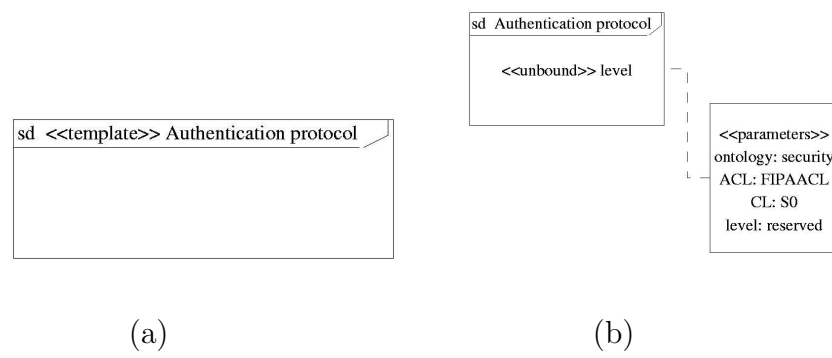 sd <<template>> Authentication protocol
(a)
sd Authentication protocol
<<unbound>> level
<<parameters>>
ontology: security
ACL: FIPAACL
CL: S0
level: reserved
(b)